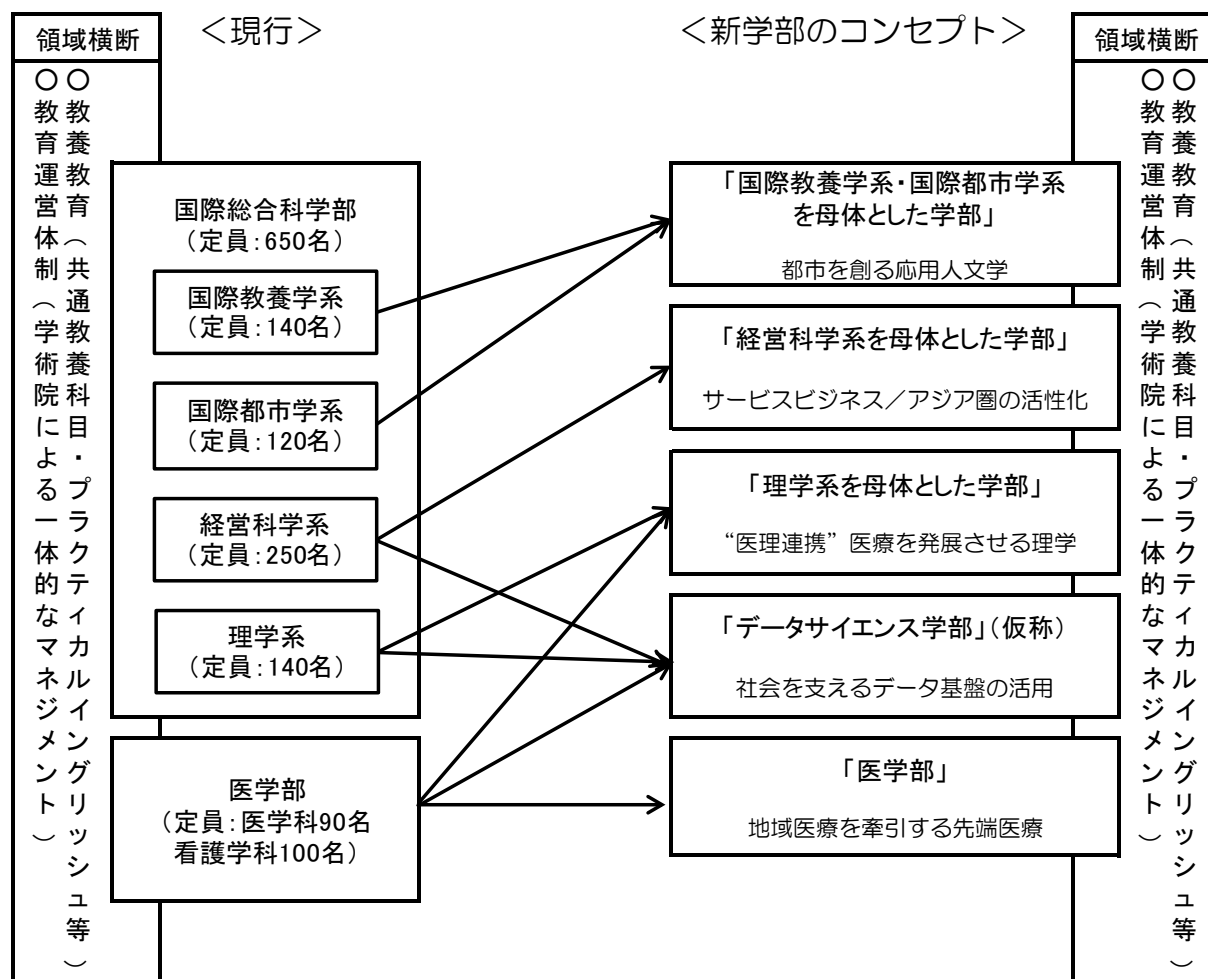 領域横断
○教養教育（共通教養科目・プラクティカルイングリッシュ等）
○教育運営体制（学術院による一体的なマネジメント）
＜現行＞
国際総合科学部
（定員：650名）
国際教養学系
（定員：140名）
国際都市学系
（定員：120名）
経営科学系
（定員：250名）
理学系
（定員：140名）
医学部
（定員：医学科90名
看護学科100名）
＜新学部のコンセプト＞
「国際教養学系・国際都市学系
を母体とした学部」
都市を創る応用人文学
「経営科学系を母体とした学部」
サービスビジネス／アジア圏の活性化
「理学系を母体とした学部」
“医理連携”医療を発展させる理学
「データサイエンス学部」（仮称）
社会を支えるデータ基盤の活用
「医学部」
地域医療を牽引する先端医療
領域横断
○教養教育（共通教養科目・プラクティカルイングリッシュ等）
○教育運営体制（学術院による一体的なマネジメント）